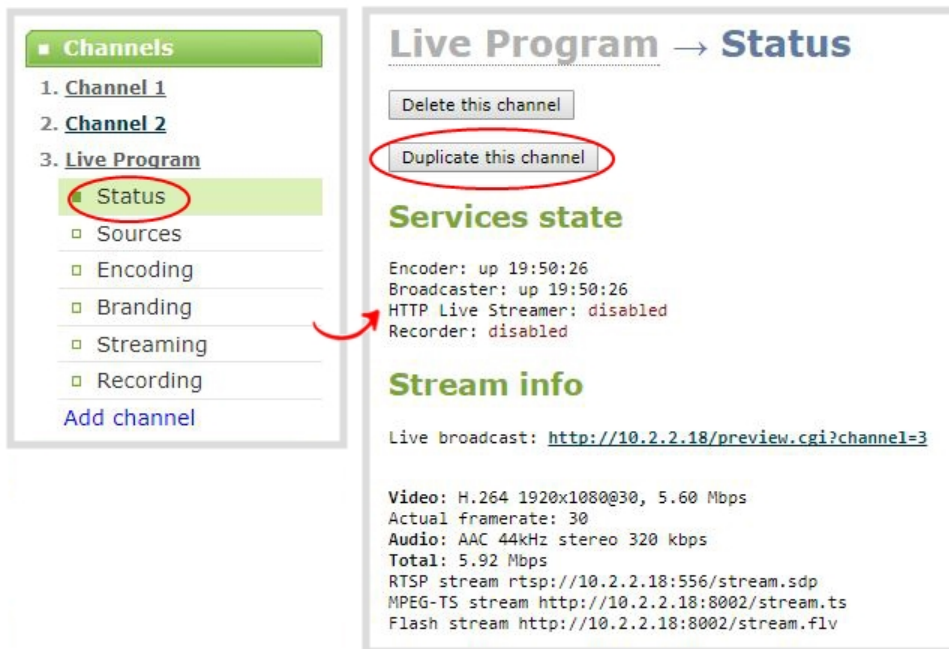 Channels
1. Channel 1
2. Channel 2
3. Live Program
Status
Sources
Encoding
Branding
Streaming
Recording
Add channel
Live Program → Status
Delete this channel
Duplicate this channel
Services state
Encoder: up 19:50:26
Broadcaster: up 19:50:26
HTTP Live Streamer: disabled
Recorder: disabled
Stream info
Live broadcast: http://10.2.2.18/preview.cgi?channel=3
Video: H.264 1920x1080@30, 5.60 Mbps
Actual framerate: 30
Audio: AAC 44kHz stereo 320 kbps
Total: 5.92 Mbps
RTSP stream rtsp://10.2.2.18:556/stream.sdp
MPEG-TS stream http://10.2.2.18:8002/stream.ts
Flash stream http://10.2.2.18:8002/stream.flv